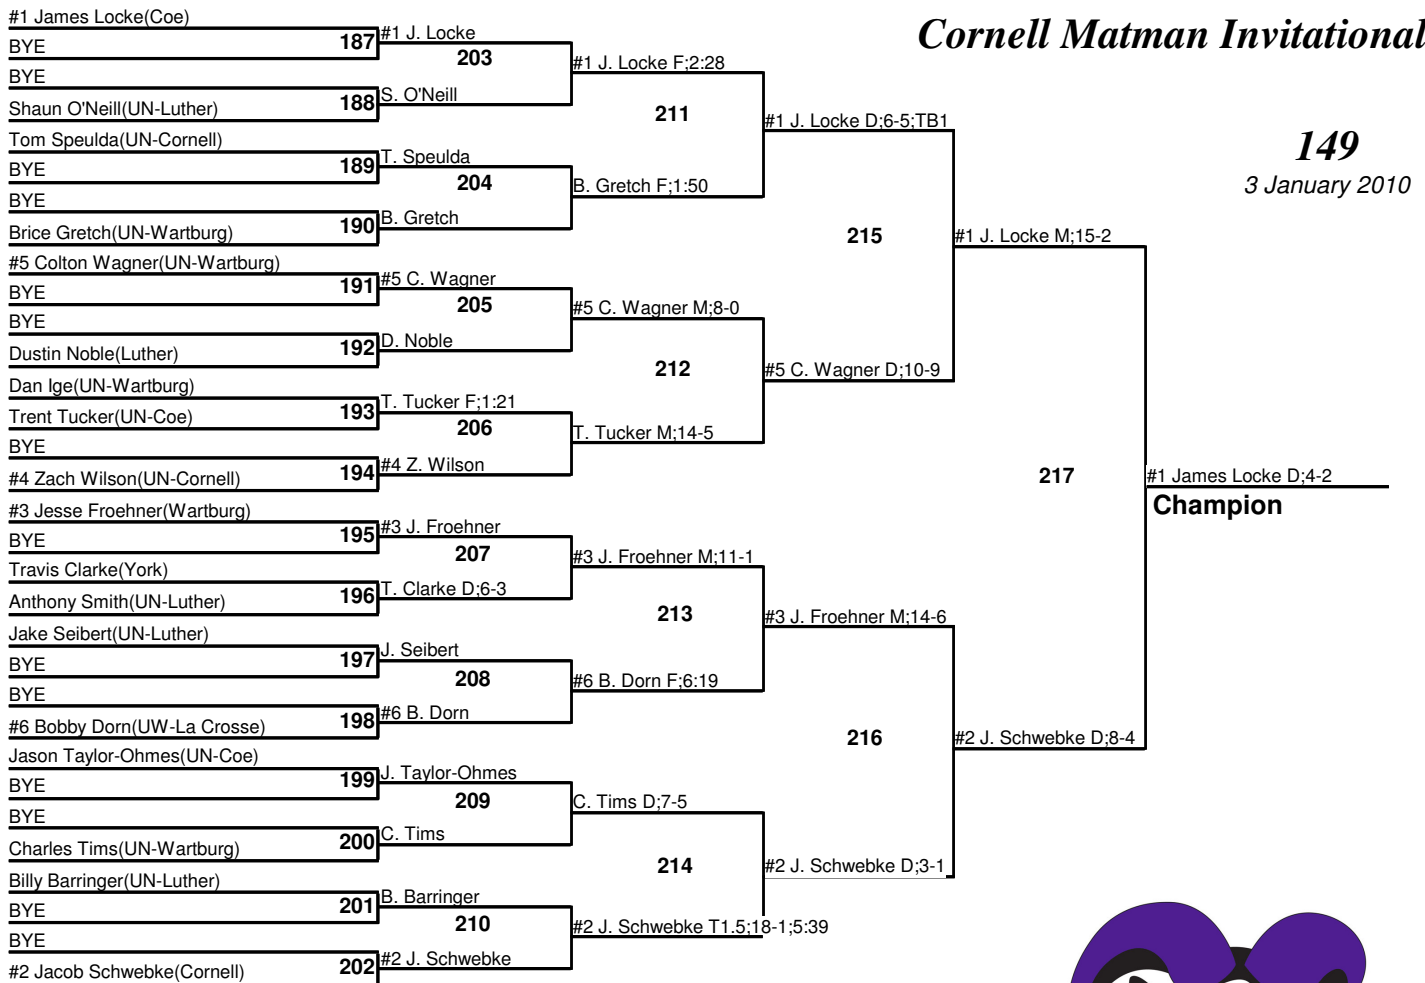 Cornell Matman Invitational
149
3 January 2010
#1 James Locke(Coe)
BYE
187
#1 J. Locke
203
BYE
Shaun O'Neill(UN-Luther)
188
S. O'Neill
#1 J. Locke F;2:28
211
Tom Speulda(UN-Cornell)
BYE
189
T. Speulda
204
BYE
Brice Gretch(UN-Wartburg)
190
B. Gretch
B. Gretch F;1:50
#1 J. Locke D;6-5;TB1
215
#5 Colton Wagner(UN-Wartburg)
BYE
191
#5 C. Wagner
205
BYE
Dustin Noble(Luther)
192
D. Noble
#5 C. Wagner M;8-0
212
Dan Ige(UN-Wartburg)
Trent Tucker(UN-Coe)
193
T. Tucker F;1:21
206
BYE
#4 Zach Wilson(UN-Cornell)
194
#4 Z. Wilson
T. Tucker M;14-5
#5 C. Wagner D;10-9
#1 J. Locke M;15-2
217
#3 Jesse Froehner(Wartburg)
BYE
195
#3 J. Froehner
207
Travis Clarke(York)
Anthony Smith(UN-Luther)
196
T. Clarke D;6-3
#3 J. Froehner M;11-1
213
Jake Seibert(UN-Luther)
BYE
197
J. Seibert
208
BYE
#6 Bobby Dorn(UW-La Crosse)
198
#6 B. Dorn
#6 B. Dorn F;6:19
#3 J. Froehner M;14-6
216
Jason Taylor-Ohmes(UN-Coe)
BYE
199
J. Taylor-Ohmes
209
BYE
Charles Tims(UN-Wartburg)
200
C. Tims
C. Tims D;7-5
214
Billy Barringer(UN-Luther)
BYE
201
B. Barringer
210
BYE
#2 Jacob Schwebke(Cornell)
202
#2 J. Schwebke
#2 J. Schwebke T1.5;18-1;5:39
#2 J. Schwebke D;3-1
#2 J. Schwebke D;8-4
#1 James Locke D;4-2
Champion